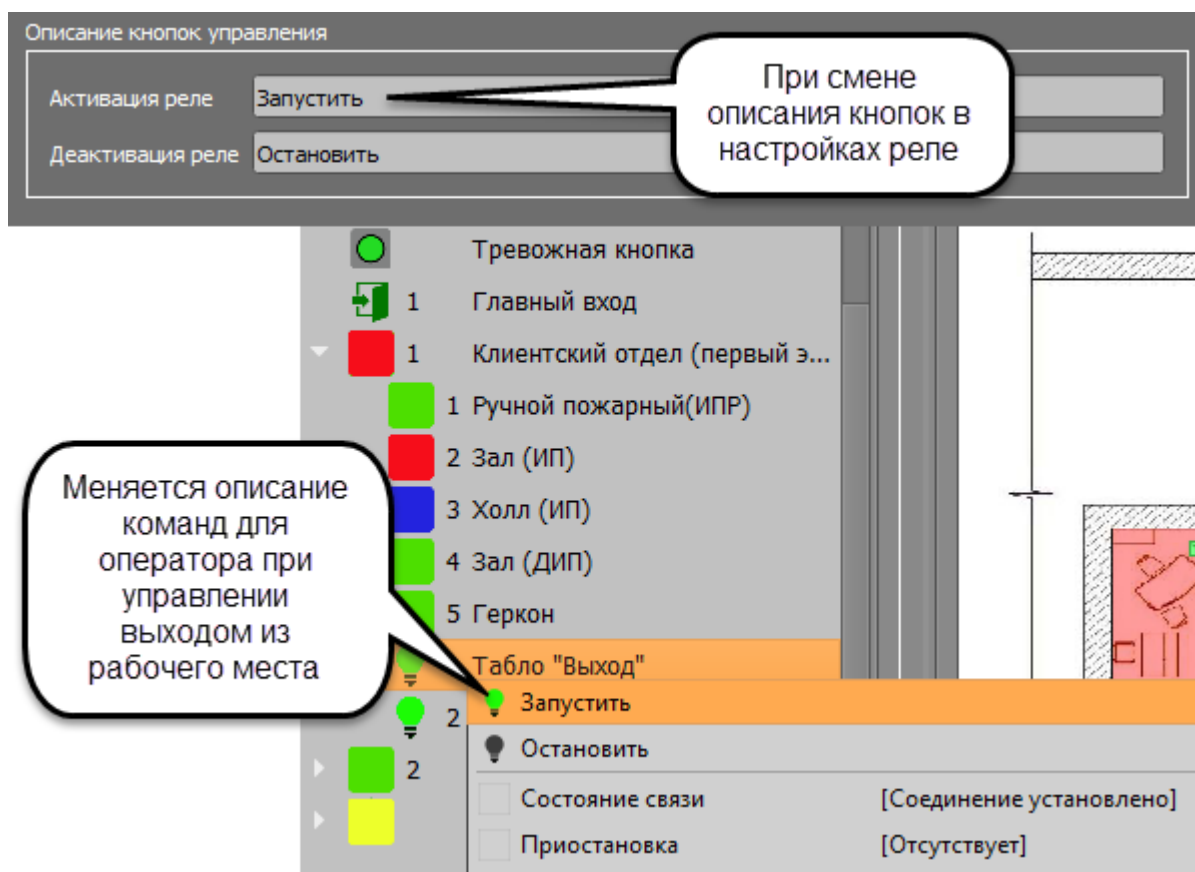 Описание кнопок управления
Активация реле Запустить
Деактивация реле Остановить
При смене
описания кнопок в
настройках реле
Тревожная кнопка
1 Главный вход
1 Клиентский отдел (первый э...
1 Ручной пожарный(ИПР)
2 Зал (ИП)
3 Холл (ИП)
4 Зал (ДИП)
5 Геркон
Табло "Выход"
2
2
Меняется описание
команд для
оператора при
управлении
выходом из
рабочего места
Запустить
Остановить
Состояние связи [Соединение установлено]
Приостановка [Отсутствует]